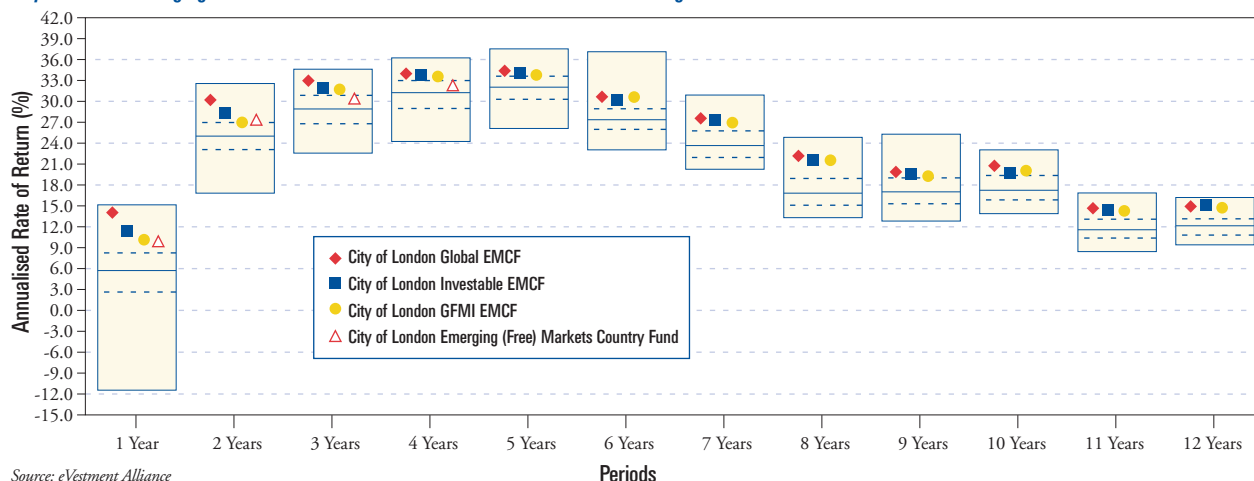 Annualised Rate of Return (%)
42.0
39.0
36.0
33.0
30.0
27.0
24.0
21.0
18.0
15.0
12.0
9.0
6.0
3.0
0.0
-3.0
-6.0
-9.0
-12.0
-15.0
City of London Global EMCF
City of London Investable EMCF
City of London GFMI EMCF
City of London Emerging (Free) Markets Country Fund
1 Year 2 Years 3 Years 4 Years 5 Years 6 Years 7 Years 8 Years 9 Years 10 Years 11 Years 12 Years
Source: eVestment Alliance
Periods